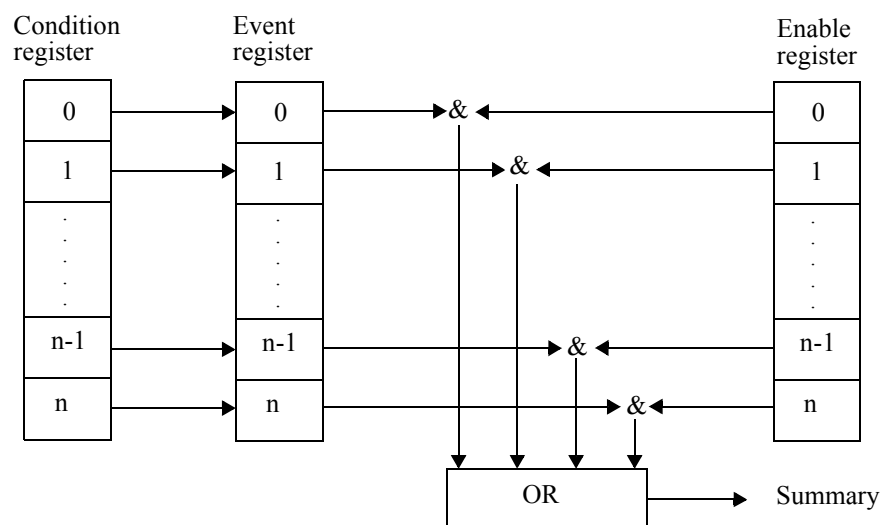 Condition register
Event register
Enable register
0
0
&
0
1
1
&
1
n-1
n-1
&
n-1
n
n
&
n
OR
Summary